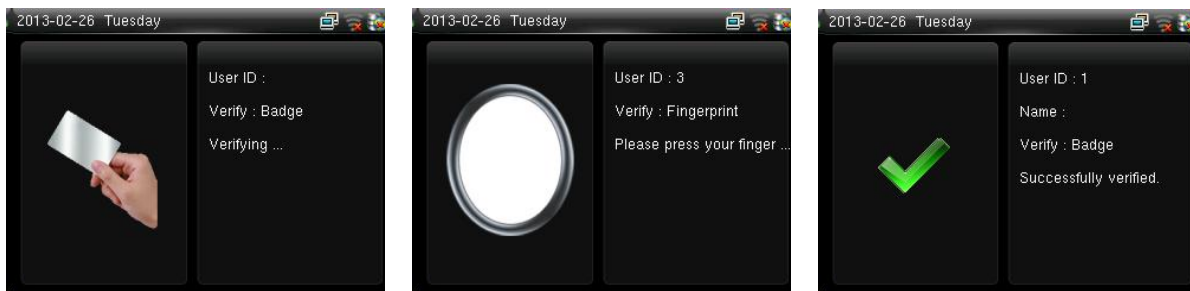 2013-02-26 Tuesday
User ID :
Verify : Badge
Verifying ...
2013-02-26 Tuesday
User ID : 3
Verify : Fingerprint
Please press your finger ...
2013-02-26 Tuesday
User ID : 1
Name :
Verify : Badge
Successfully verified.